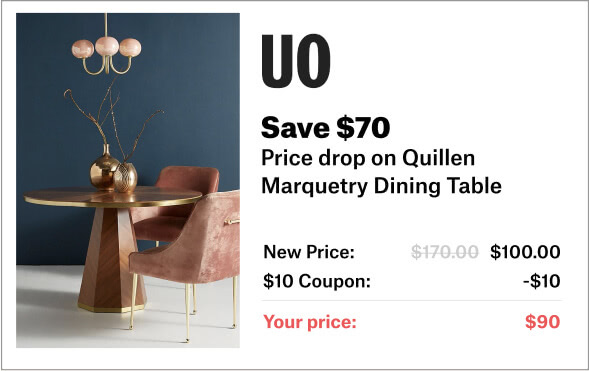 UO
Save $70
Price drop on Quillen
Marquetry Dining Table
New Price: $170.00 $100.00
$10 Coupon: -$10
Your price: $90